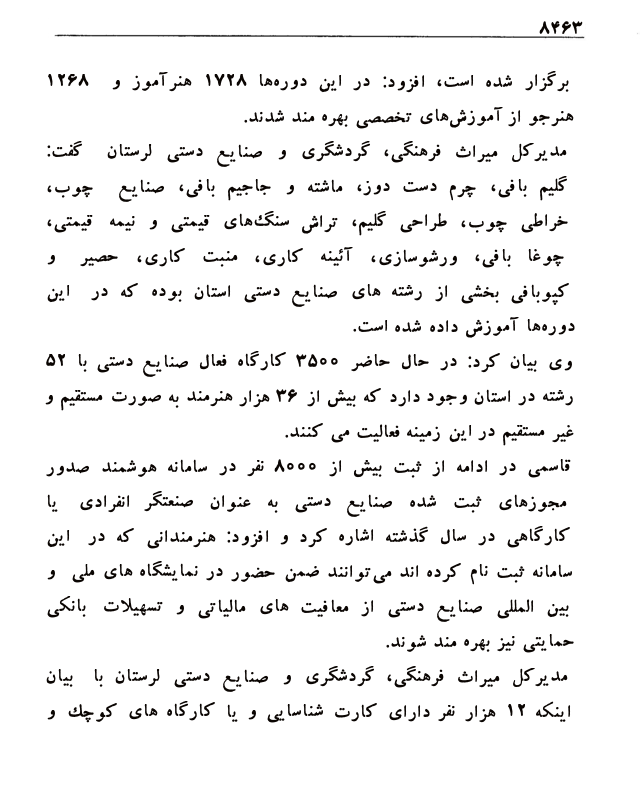 ۸۴۶۳
برگزار شده است، افزود: در این دوره‌ها ۱۷۲۸ هنرآموز و ۱۲۶۸
هنرجو از آموزش‌های تخصصی بهره مند شدند.
مدیرکل میراث فرهنگی، گردشگری و صنایع دستی لرستان گفت:
گلیم بافی، چرم دست دوز، ماشته و جاجیم بافی، صنایع چوب،
خراطی چوب، طراحی گلیم، تراش سنگ‌های قیمتی و نیمه قیمتی،
چوغا بافی، ورشوسازی، آئینه کاری، منبت کاری، حصیر و
کپوبافی بخشی از رشته های صنایع دستی استان بوده که در این
دوره‌ها آموزش داده شده است.
وی بیان کرد: در حال حاضر ۳۵۰۰ کارگاه فعال صنایع دستی با ۵۲
رشته در استان وجود دارد که بیش از ۳۶ هزار هنرمند به صورت مستقیم و
غیر مستقیم در این زمینه فعالیت می کنند.
قاسمی در ادامه از ثبت بیش از ۸۰۰۰ نفر در سامانه هوشمند صدور
مجوزهای ثبت شده صنایع دستی به عنوان صنعتگر انفرادی یا
کارگاهی در سال گذشته اشاره کرد و افزود: هنرمندانی که در این
سامانه ثبت نام کرده اند می‌توانند ضمن حضور در نمایشگاه های ملی و
بین المللی صنایع دستی از معافیت های مالیاتی و تسهیلات بانکی
حمایتی نیز بهره مند شوند.
مدیرکل میراث فرهنگی، گردشگری و صنایع دستی لرستان با بیان
اینکه ۱۲ هزار نفر دارای کارت شناسایی و یا کارگاه های کوچك و